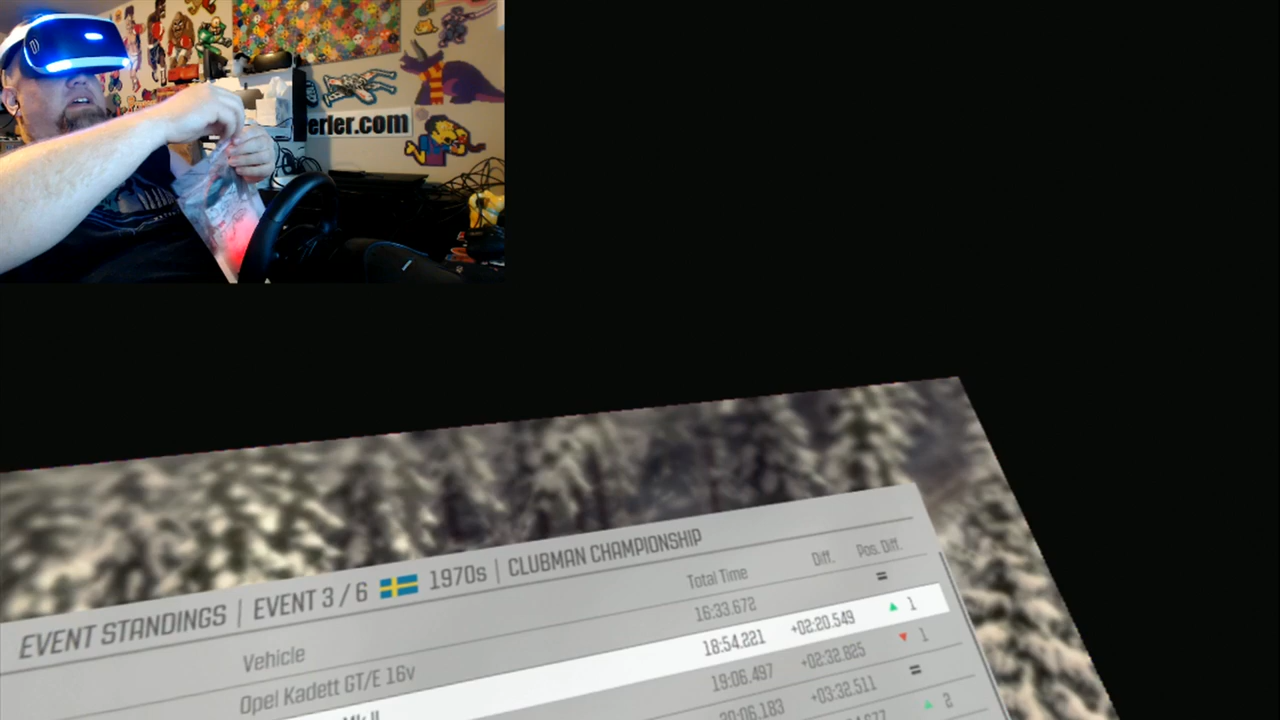 erler.com
EVENT STANDINGS | EVENT 3 / 6 1970s | CLUBMAN CHAMPIONSHIP
Vehicle Total Time Diff. Pos. Diff.
Opel Kadett GT/E 16v 16:33.672 =
Mk II 18:54.221 +02:20.549 1
19:06.497 +02:32.825 1
20:06.183 +03:32.511 =
2